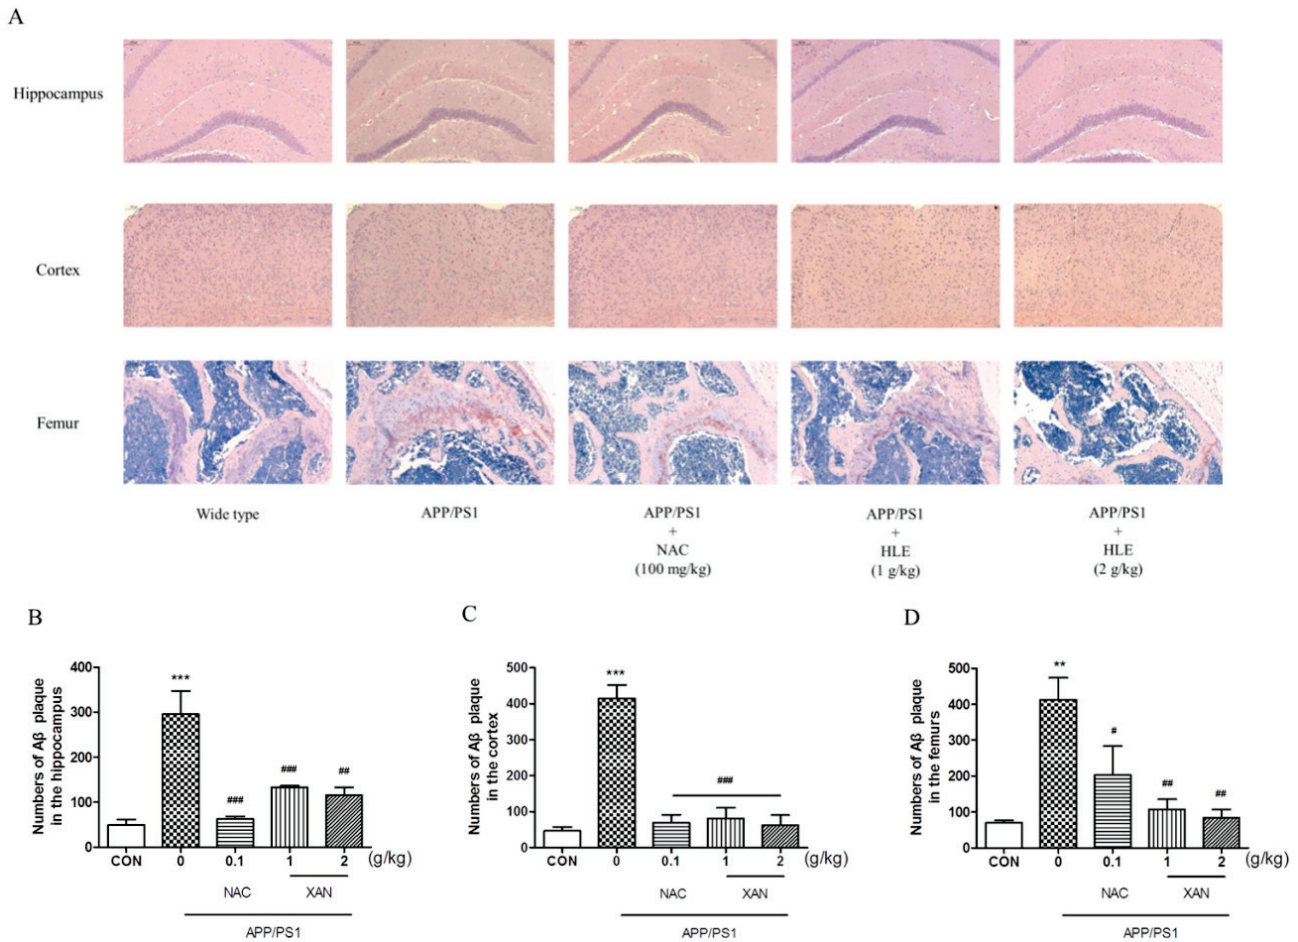 A
Hippocampus
Cortex
Femur
Wide type
APP/PS1
APP/PS1
+
NAC
(100 mg/kg)
APP/PS1
+
HLE
(1 g/kg)
APP/PS1
+
HLE
(2 g/kg)
B
Numbers of Aβ plaque
in the hippocampus
400
300
200
100
0
***
###
###
##
CON 0 0.1 1 2 (g/kg)
NAC XAN
APP/PS1
C
Numbers of Aβ plaque
in the cortex
500
400
300
200
100
0
***
###
CON 0 0.1 1 2 (g/kg)
NAC XAN
APP/PS1
D
Numbers of Aβ plaque
in the femurs
500
400
300
200
100
0
**
#
##
##
CON 0 0.1 1 2 (g/kg)
NAC XAN
APP/PS1